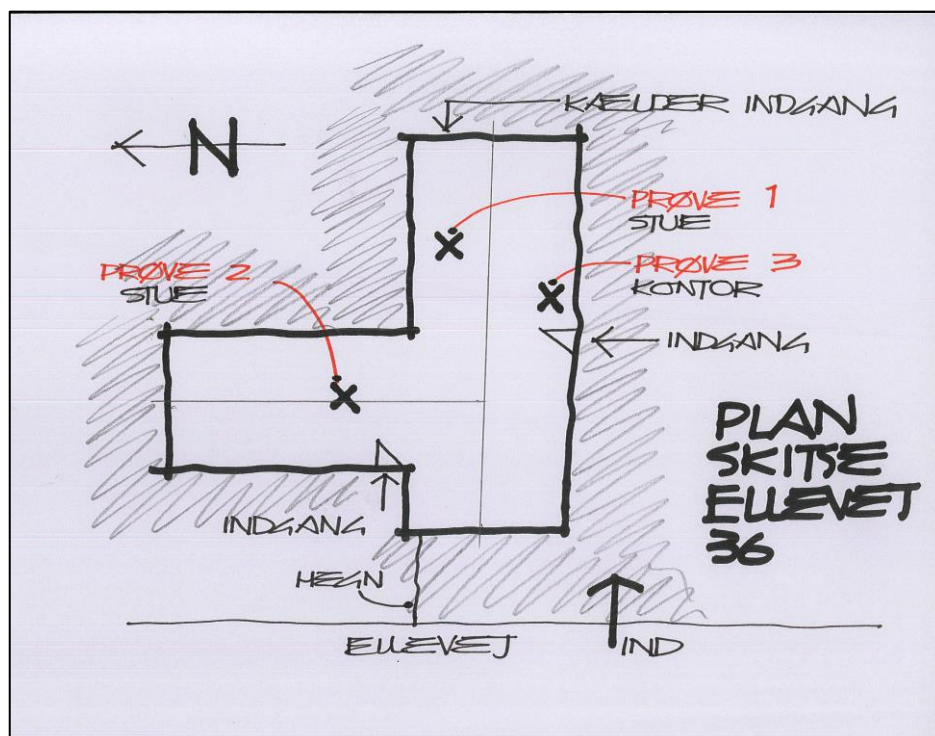 KÆLDER INDGANG
N
PRØVE 1
STUE
PRØVE 2
STUE
PRØVE 3
KONTOR
INDGANG
PLAN
SKITSE
ELLEVEJ
36
INDGANG
HEGN
ELLEVEJ
IND